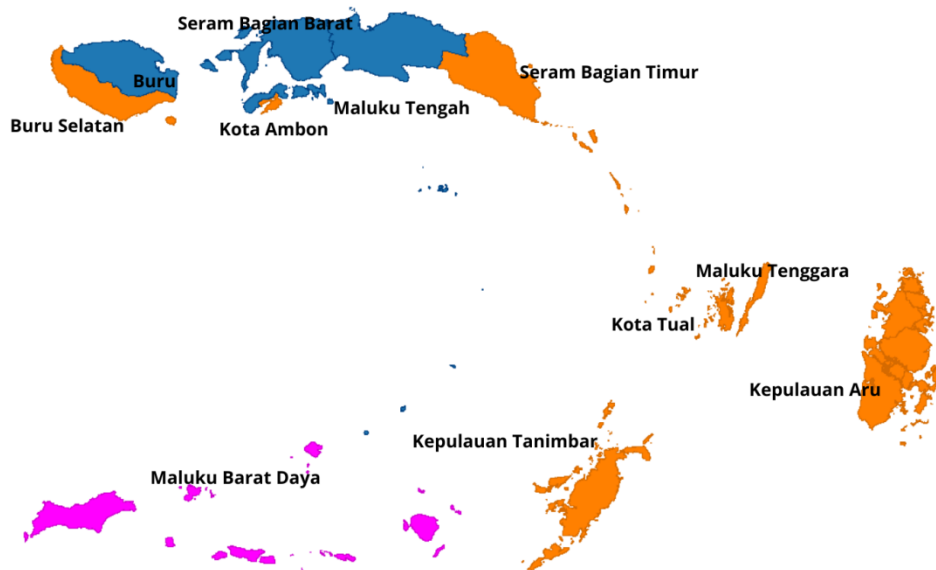 Seram Bagian Barat
Seram Bagian Timur
Buru
Maluku Tengah
Buru Selatan
Kota Ambon
Maluku Tenggara
Kota Tual
Kepulauan Aru
Kepulauan Tanimbar
Maluku Barat Daya